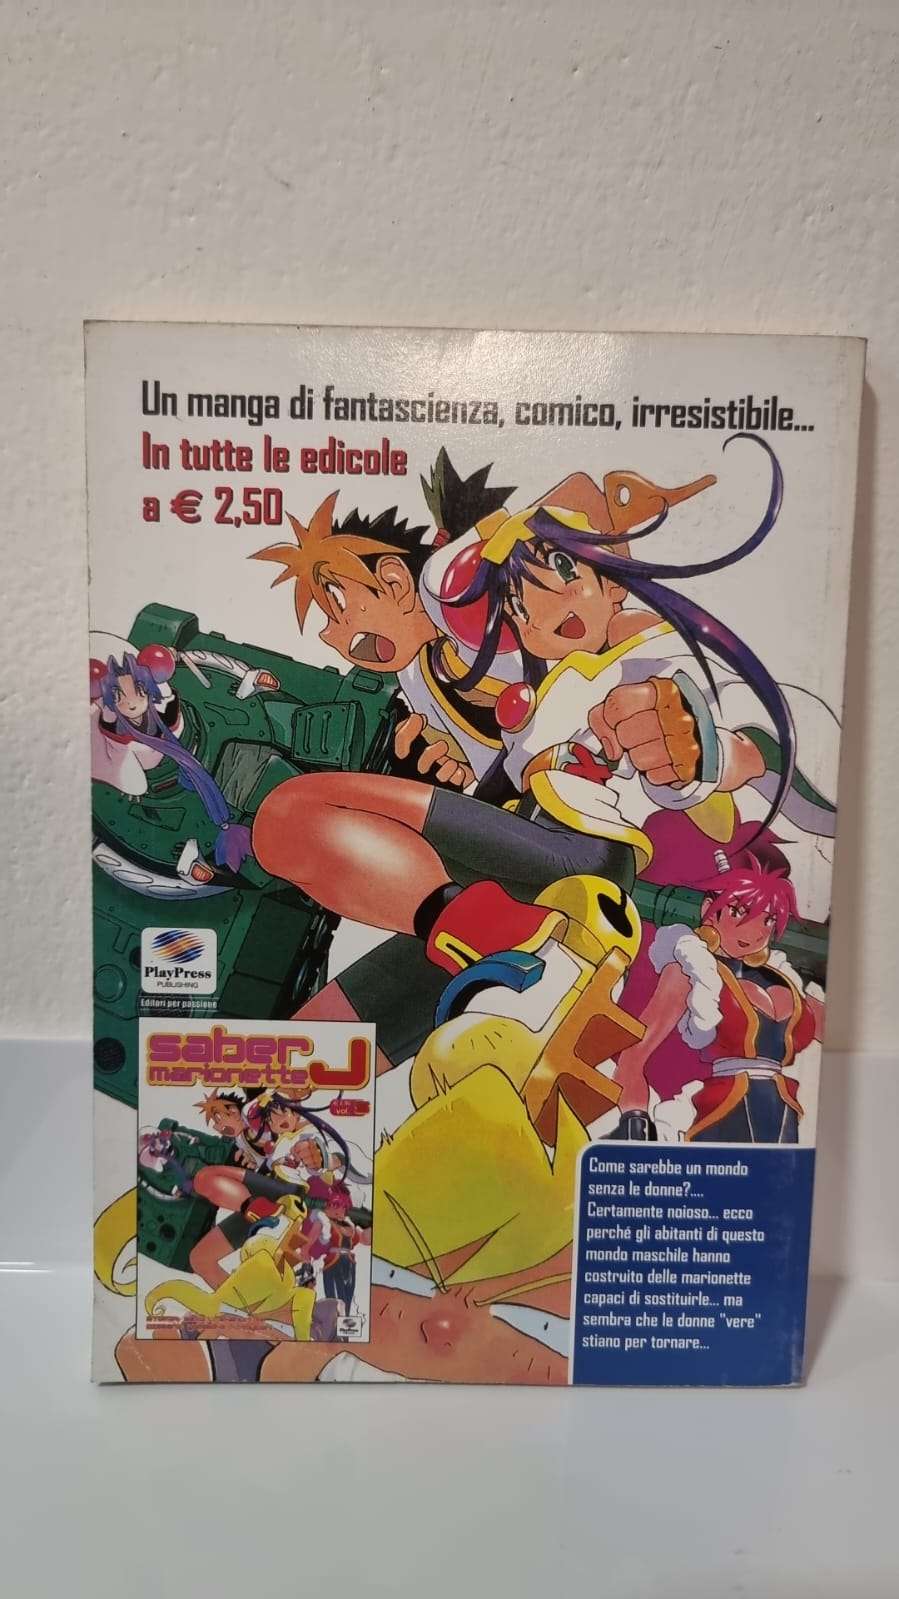 Un manga di fantascienza, comico, irresistibile...
In tutte le edicole
a € 2,50
PlayPress
PUBLISHING
Editori per passione
saber
marionette J
vol.
Come sarebbe un mondo
senza le donne?....
Certamente noioso... ecco
perché gli abitanti di questo
mondo maschile hanno
costruito delle marionette
capaci di sostituirle... ma
sembra che le donne "vere"
stiano per tornare...